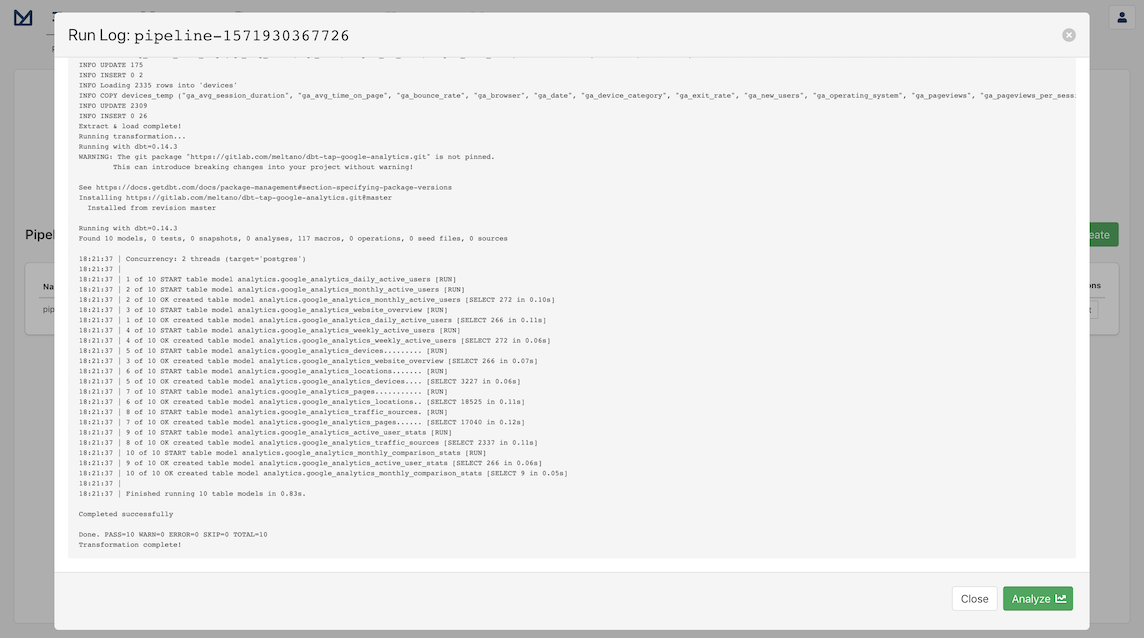 Run Log: pipeline-1571930367726
INFO UPDATE 175
INFO INSERT 0 2
INFO Loading 2335 rows into 'devices'
INFO COPY devices_temp ("ga_avg_session_duration", "ga_avg_time_on_page", "ga_bounce_rate", "ga_browser", "ga_date", "ga_device_category", "ga_exit_rate", "ga_new_users", "ga_operating_system", "ga_pageviews", "ga_pageviews_per_sess
INFO UPDATE 2309
INFO INSERT 0 26
Extract & load complete!
Running transformation...
Running with dbt=0.14.3
WARNING: The git package "https://gitlab.com/meltano/dbt-tap-google-analytics.git" is not pinned.
This can introduce breaking changes into your project without warning!
See https://docs.getdbt.com/docs/package-management#section-specifying-package-versions
Installing https://gitlab.com/meltano/dbt-tap-google-analytics.git@master
Installed from revision master
Running with dbt=0.14.3
Found 10 models, 0 tests, 0 snapshots, 0 analyses, 117 macros, 0 operations, 0 seed files, 0 sources
18:21:37 | Concurrency: 2 threads (target='postgres')
18:21:37 |
18:21:37 | 1 of 10 START table model analytics.google_analytics_daily_active_users [RUN]
18:21:37 | 2 of 10 START table model analytics.google_analytics_monthly_active_users [RUN]
18:21:37 | 2 of 10 OK created table model analytics.google_analytics_monthly_active_users [SELECT 272 in 0.10s]
18:21:37 | 3 of 10 START table model analytics.google_analytics_website_overview [RUN]
18:21:37 | 1 of 10 OK created table model analytics.google_analytics_daily_active_users [SELECT 266 in 0.11s]
18:21:37 | 4 of 10 START table model analytics.google_analytics_weekly_active_users [RUN]
18:21:37 | 4 of 10 OK created table model analytics.google_analytics_weekly_active_users [SELECT 272 in 0.06s]
18:21:37 | 5 of 10 START table model analytics.google_analytics_devices......... [RUN]
18:21:37 | 3 of 10 OK created table model analytics.google_analytics_website_overview [SELECT 266 in 0.07s]
18:21:37 | 6 of 10 START table model analytics.google_analytics_locations....... [RUN]
18:21:37 | 5 of 10 OK created table model analytics.google_analytics_devices.... [SELECT 3227 in 0.06s]
18:21:37 | 7 of 10 START table model analytics.google_analytics_pages........... [RUN]
18:21:37 | 6 of 10 OK created table model analytics.google_analytics_locations.. [SELECT 18525 in 0.11s]
18:21:37 | 8 of 10 START table model analytics.google_analytics_traffic_sources. [RUN]
18:21:37 | 7 of 10 OK created table model analytics.google_analytics_pages...... [SELECT 17040 in 0.12s]
18:21:37 | 9 of 10 START table model analytics.google_analytics_active_user_stats [RUN]
18:21:37 | 8 of 10 OK created table model analytics.google_analytics_traffic_sources [SELECT 2337 in 0.11s]
18:21:37 | 10 of 10 START table model analytics.google_analytics_monthly_comparison_stats [RUN]
18:21:37 | 9 of 10 OK created table model analytics.google_analytics_active_user_stats [SELECT 266 in 0.06s]
18:21:37 | 10 of 10 OK created table model analytics.google_analytics_monthly_comparison_stats [SELECT 9 in 0.05s]
18:21:37 |
18:21:37 | Finished running 10 table models in 0.83s.
Completed successfully
Done. PASS=10 WARN=0 ERROR=0 SKIP=0 TOTAL=10
Transformation complete!
Close
Analyze